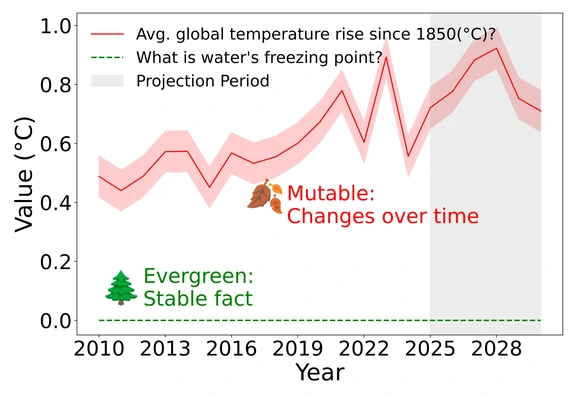 Avg. global temperature rise since 1850(°C)?
What is water's freezing point?
Projection Period
1.0
0.8
0.6
0.4
0.2
0.0
Value (°C)
Mutable:
Changes over time
Evergreen:
Stable fact
2010 2013 2016 2019 2022 2025 2028
Year